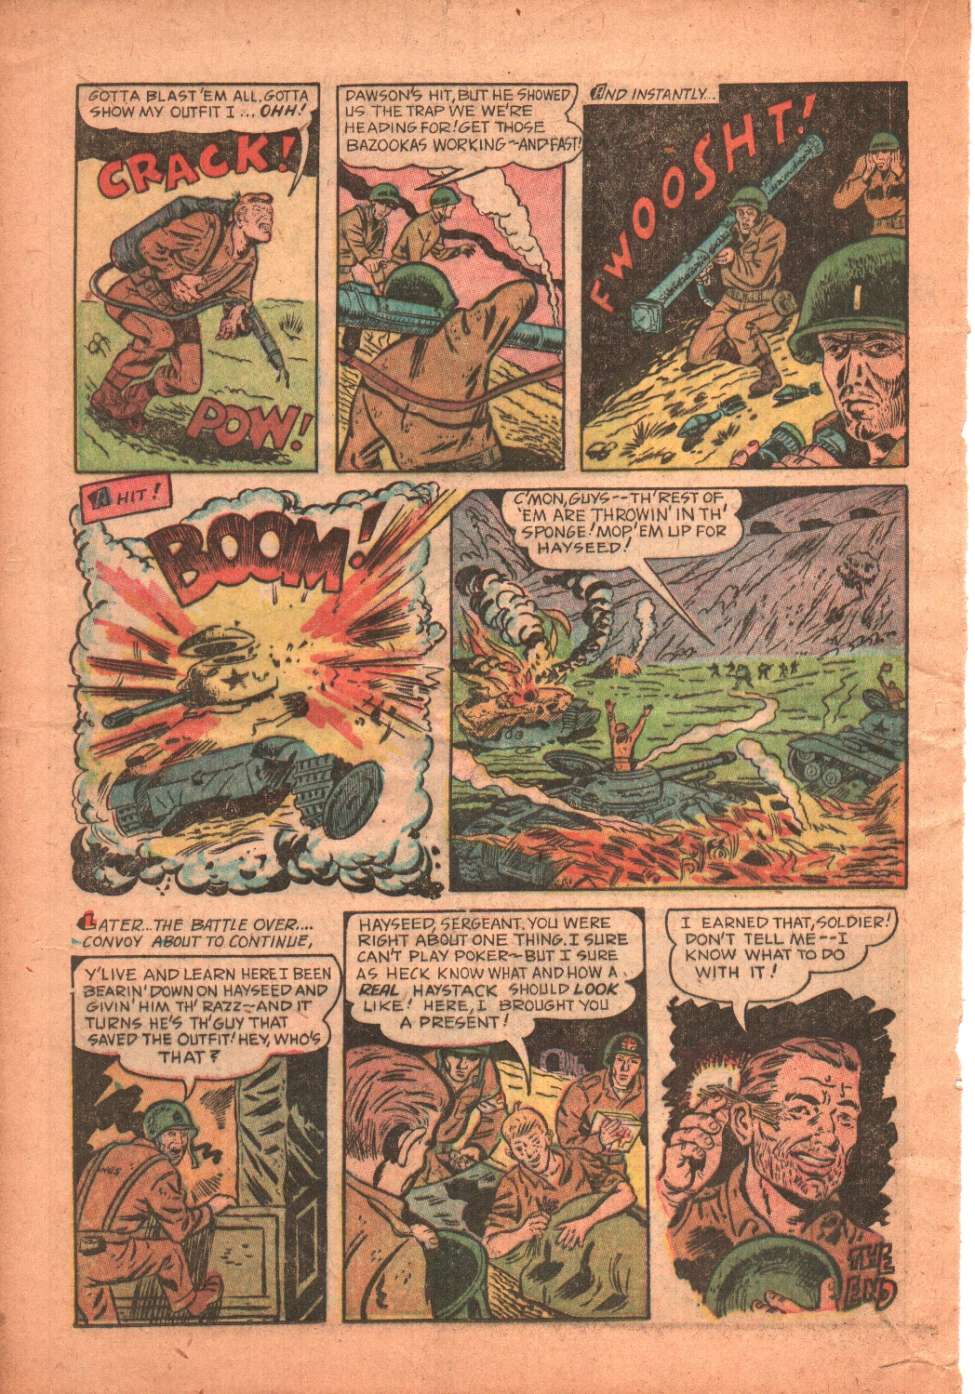 GOTTA BLAST 'EM ALL. GOTTA
SHOW MY OUTFIT I ... OHH!
CRACK!
POW!
DAWSON'S HIT, BUT HE SHOWED
US THE TRAP WE WE'RE
HEADING FOR! GET THOSE
BAZOOKAS WORKING~AND FAST!
AND INSTANTLY...
FWOOSHT!
A HIT!
BOOM!
C'MON, GUYS--TH' REST OF
'EM ARE THROWIN' IN TH'
SPONGE! MOP 'EM UP FOR
HAYSEED!
LATER...THE BATTLE OVER....
CONVOY ABOUT TO CONTINUE,
Y'LIVE AND LEARN HERE I BEEN
BEARIN' DOWN ON HAYSEED AND
GIVIN' HIM TH' RAZZ~AND IT
TURNS HE'S TH' GUY THAT
SAVED THE OUTFIT! HEY, WHO'S
THAT?
HAYSEED, SERGEANT. YOU WERE
RIGHT ABOUT ONE THING. I SURE
CAN'T PLAY POKER~BUT I SURE
AS HECK KNOW WHAT AND HOW A
REAL HAYSTACK SHOULD LOOK
LIKE! HERE, I BROUGHT YOU
A PRESENT!
I EARNED THAT, SOLDIER!
DON'T TELL ME--I
KNOW WHAT TO DO
WITH IT!
THE
END